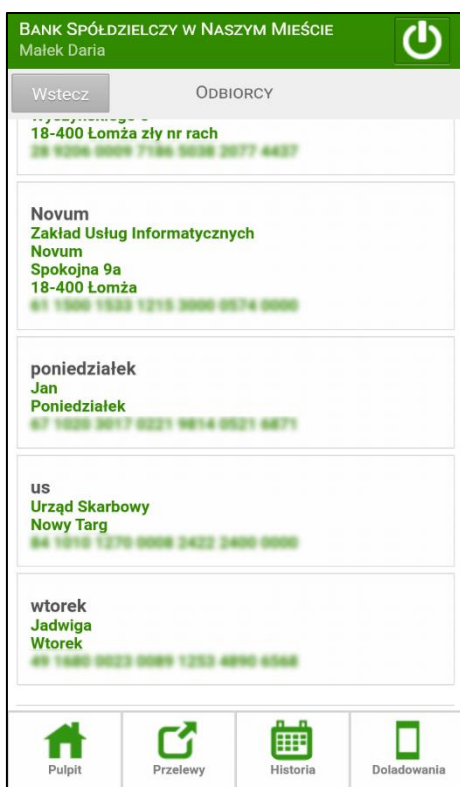 BANK SPÓŁDZIELCZY W NASZYM MIEŚCIE
Małek Daria
Wstecz
ODBIORCY
18-400 Łomża zły nr rach
Novum
Zakład Usług Informatycznych
Novum
Spokojna 9a
18-400 Łomża
poniedziałek
Jan
Poniedziałek
us
Urząd Skarbowy
Nowy Targ
wtorek
Jadwiga
Wtorek
Pulpit
Przelewy
Historia
Doladowania